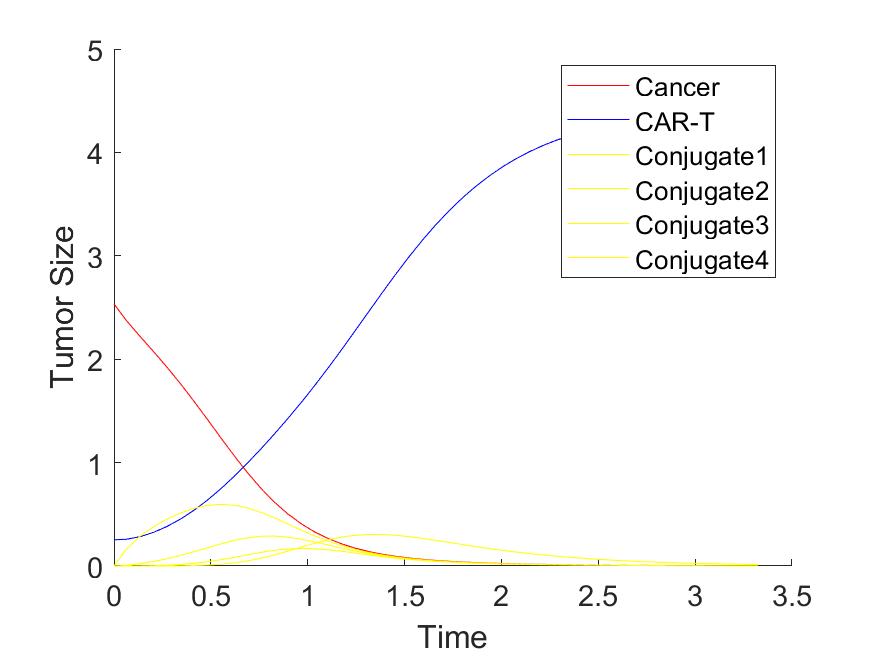 5
4
3
2
1
0
Tumor Size
0 0.5 1 1.5 2 2.5 3 3.5
Time
Cancer
CAR-T
Conjugate1
Conjugate2
Conjugate3
Conjugate4